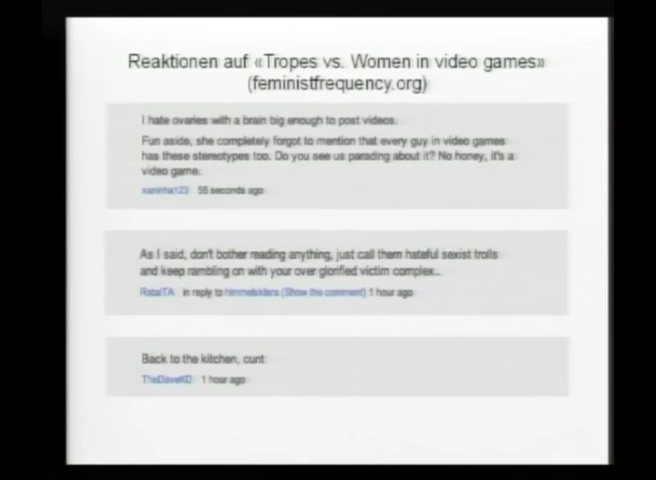 Reaktionen auf «Tropes vs. Women in video games»
(feministfrequency.org)
I hate ovaries with a brain big enough to post videos.
Fun aside, she completely forgot to mention that every guy in video games
has these stereotypes too. Do you see us parading about it? No honey, it's a
video game.
55 seconds ago
As I said, don't bother reading anything, just call them hateful sexist trolls
and keep rambling on with your over glorified victim complex..
RatalTA in reply to himmelsklara (Show the comment) 1 hour ago
Back to the kitchen, cunt
TheDaveKD 1 hour ago